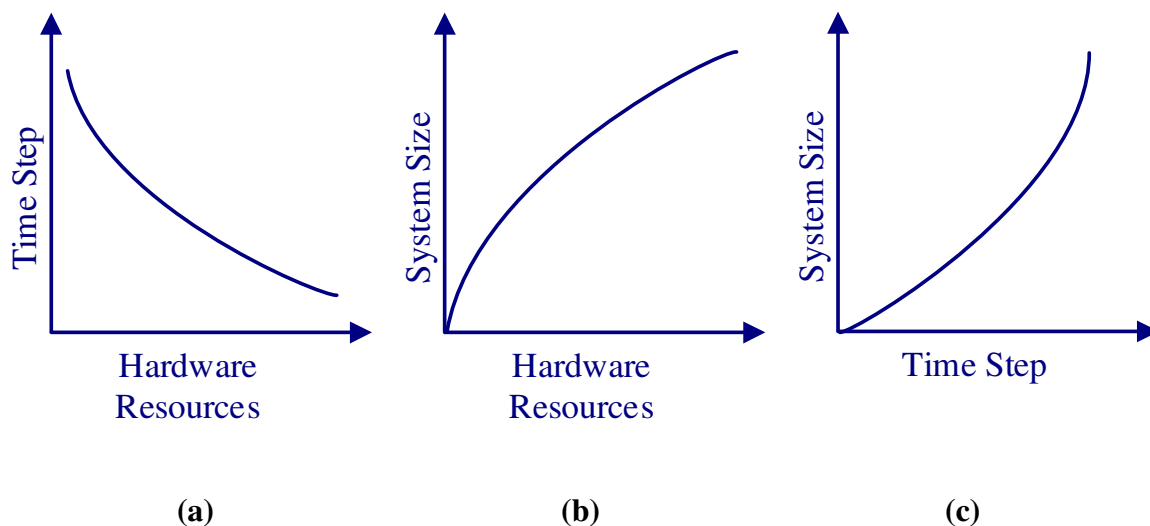 Time Step
Hardware
Resources
(a)
System Size
Hardware
Resources
(b)
System Size
Time Step
(c)